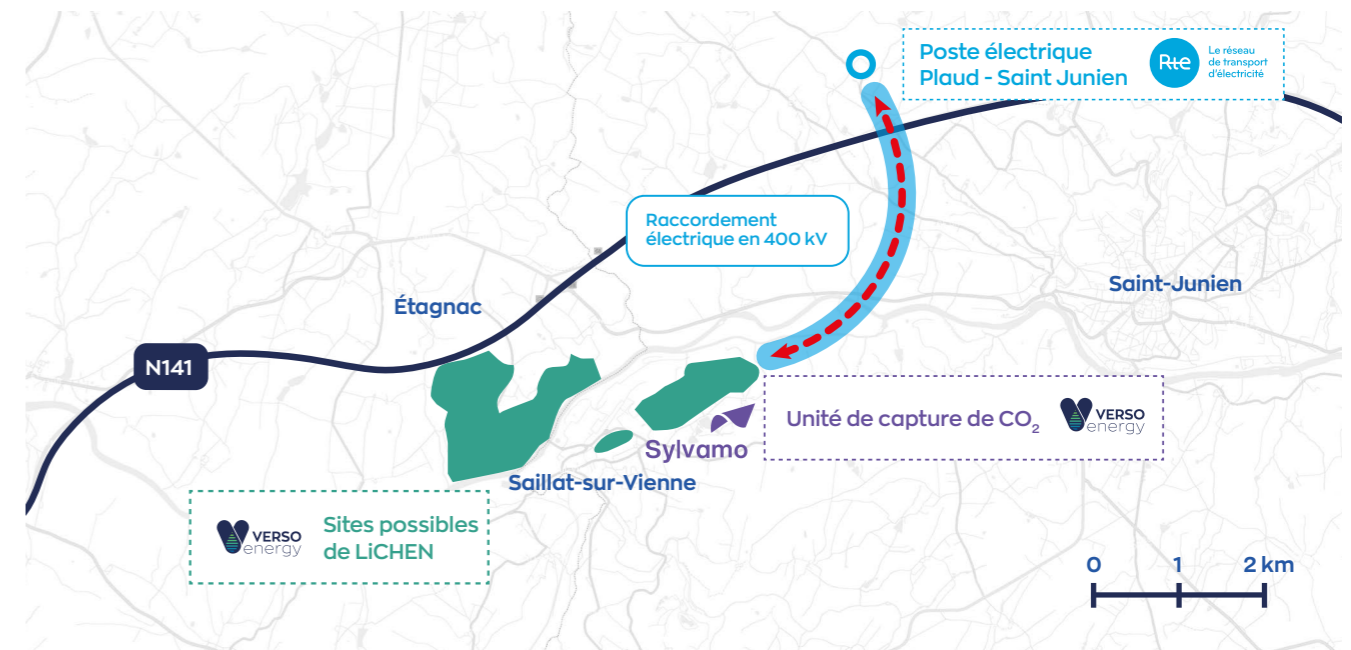 Poste électrique
Plaud - Saint Junien
Rte
Le réseau
de transport
d'électricité
Raccordement
électrique en 400 kV
Saint-Junien
Étagnac
N141
Unité de capture de CO₂
VERSO
energy
Sylvamo
Saillat-sur-Vienne
VERSO
energy
Sites possibles
de LiCHEN
0 1 2 km